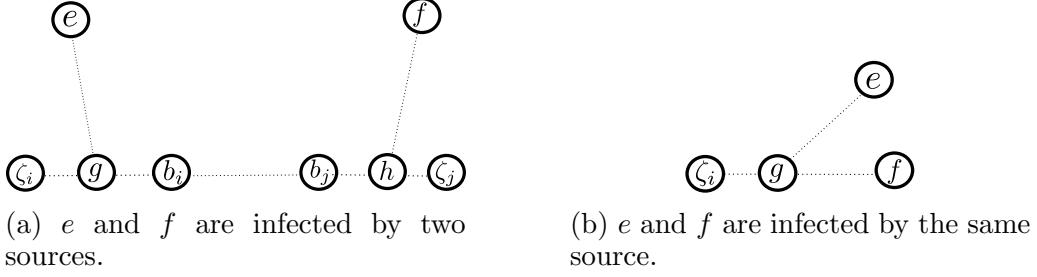 e f
e
ζi g bi bj h ζj
ζi g f
(a) e and f are infected by two
sources.
(b) e and f are infected by the same
source.